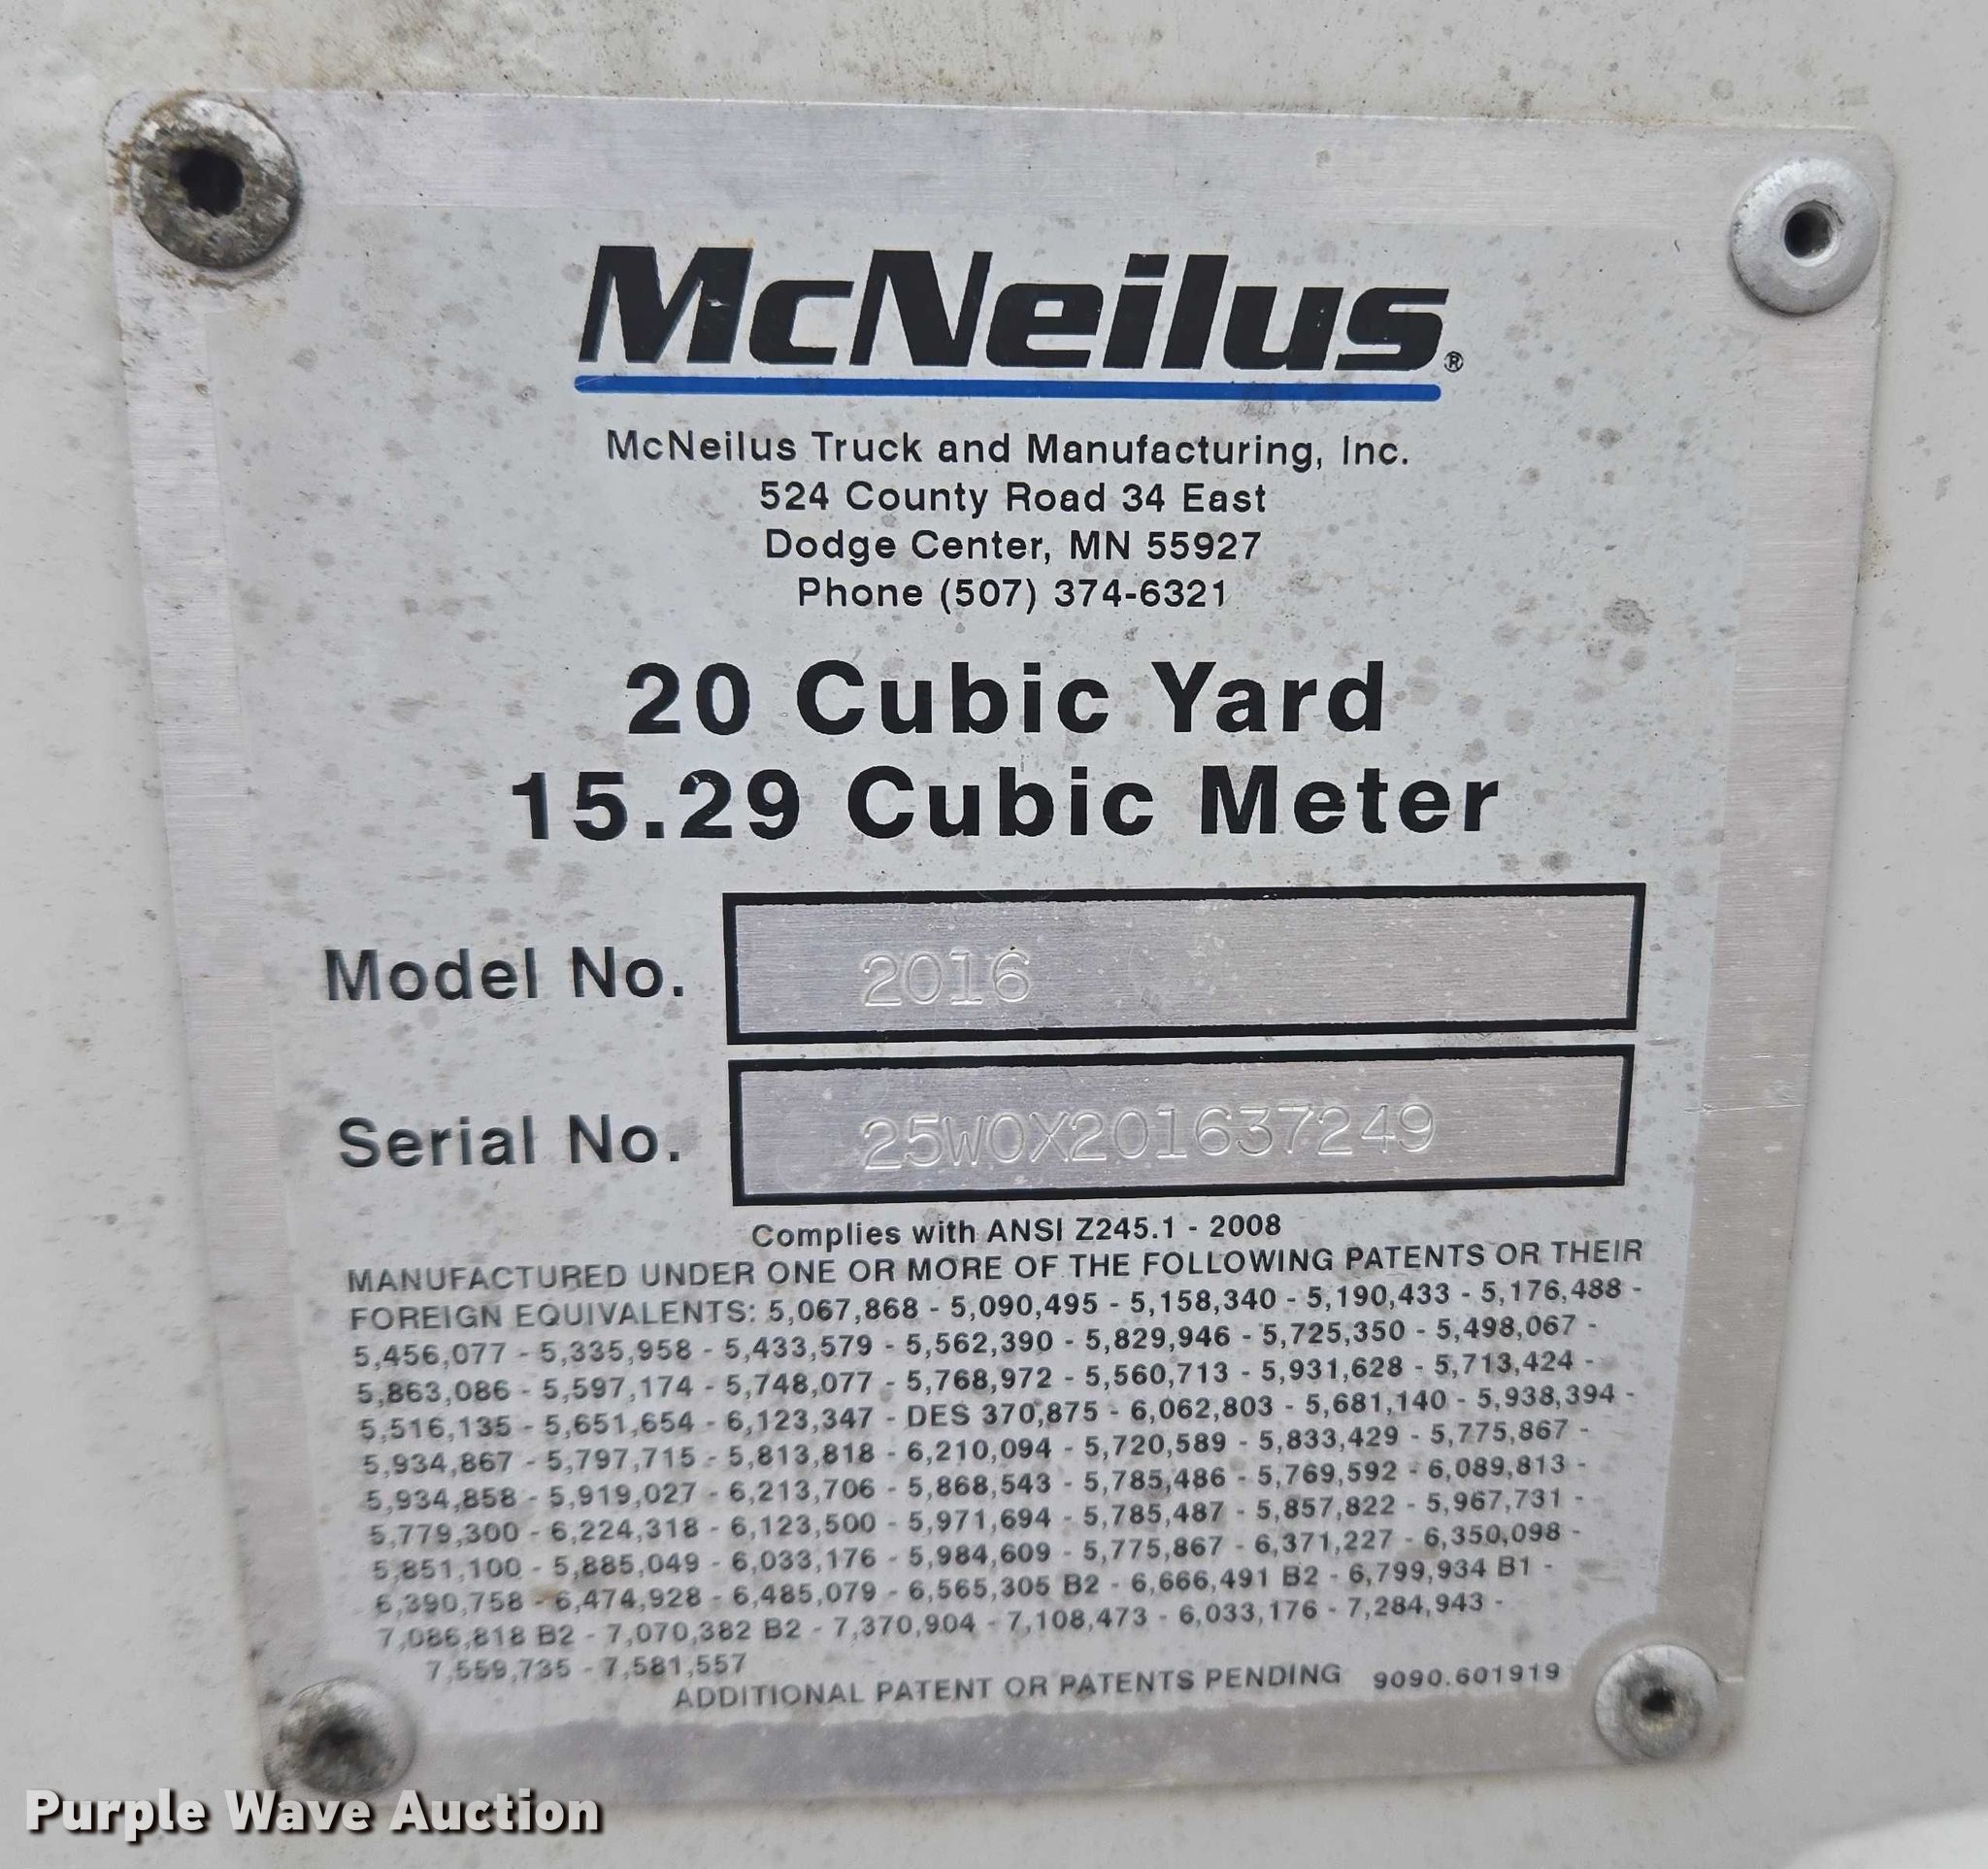 McNeilus®
McNeilus Truck and Manufacturing, Inc.
524 County Road 34 East
Dodge Center, MN 55927
Phone (507) 374-6321
20 Cubic Yard
15.29 Cubic Meter
Model No. 2016
Serial No. 25WOX201637249
Complies with ANSI Z245.1 - 2008
MANUFACTURED UNDER ONE OR MORE OF THE FOLLOWING PATENTS OR THEIR
FOREIGN EQUIVALENTS: 5,067,868 - 5,090,495 - 5,158,340 - 5,190,433 - 5,176,488 -
5,456,077 - 5,335,958 - 5,433,579 - 5,562,390 - 5,829,946 - 5,725,350 - 5,498,067 -
5,863,086 - 5,597,174 - 5,748,077 - 5,768,972 - 5,560,713 - 5,931,628 - 5,713,424 -
5,516,135 - 5,651,654 - 6,123,347 - DES 370,875 - 6,062,803 - 5,681,140 - 5,938,394 -
5,934,867 - 5,797,715 - 5,813,818 - 6,210,094 - 5,720,589 - 5,833,429 - 5,775,867 -
5,934,858 - 5,919,027 - 6,213,706 - 5,868,543 - 5,785,486 - 5,769,592 - 6,089,813 -
5,779,300 - 6,224,318 - 6,123,500 - 5,971,694 - 5,785,487 - 5,857,822 - 5,967,731 -
5,851,100 - 5,885,049 - 6,033,176 - 5,984,609 - 5,775,867 - 6,371,227 - 6,350,098 -
6,390,758 - 6,474,928 - 6,485,079 - 6,565,305 B2 - 6,666,491 B2 - 6,799,934 B1 -
7,086,818 B2 - 7,070,382 B2 - 7,370,904 - 7,108,473 - 6,033,176 - 7,284,943 -
7,559,735 - 7,581,557
ADDITIONAL PATENT OR PATENTS PENDING 9090.601919
Purple Wave Auction